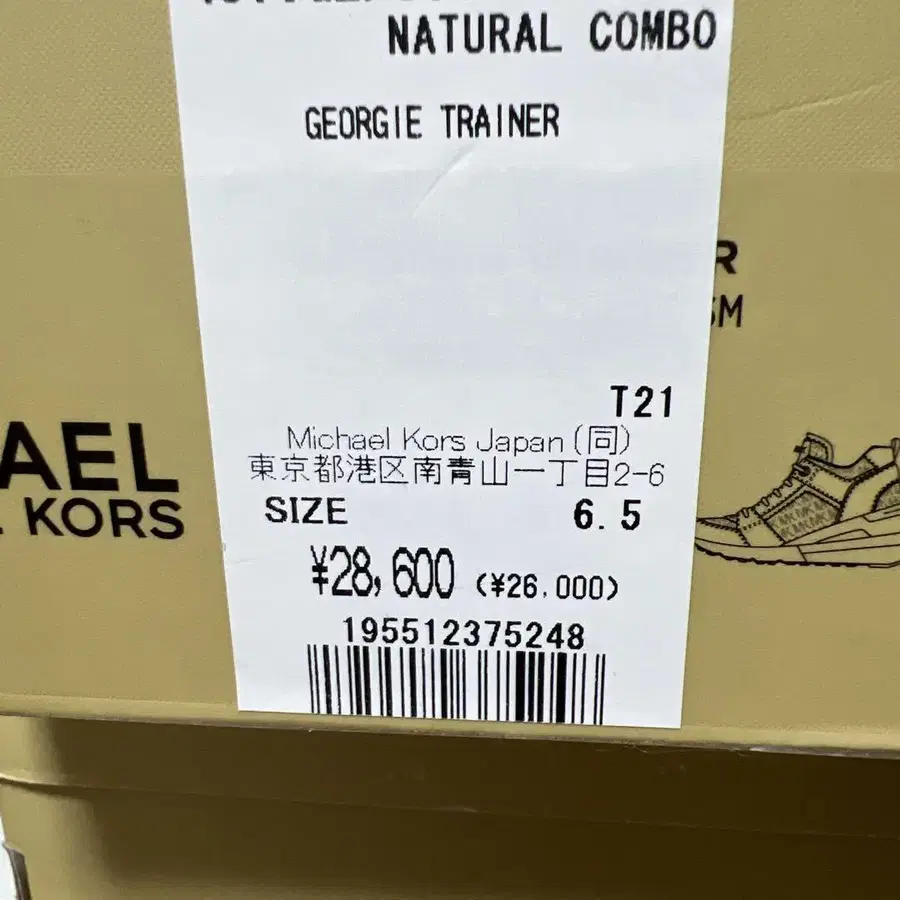 NATURAL COMBO
GEORGIE TRAINER
R
5M
T21
Michael Kors Japan (同)
東京都港区南青山一丁目2-6
AEL
KORS
SIZE 6.5
¥28,600 (¥26,000)
195512375248